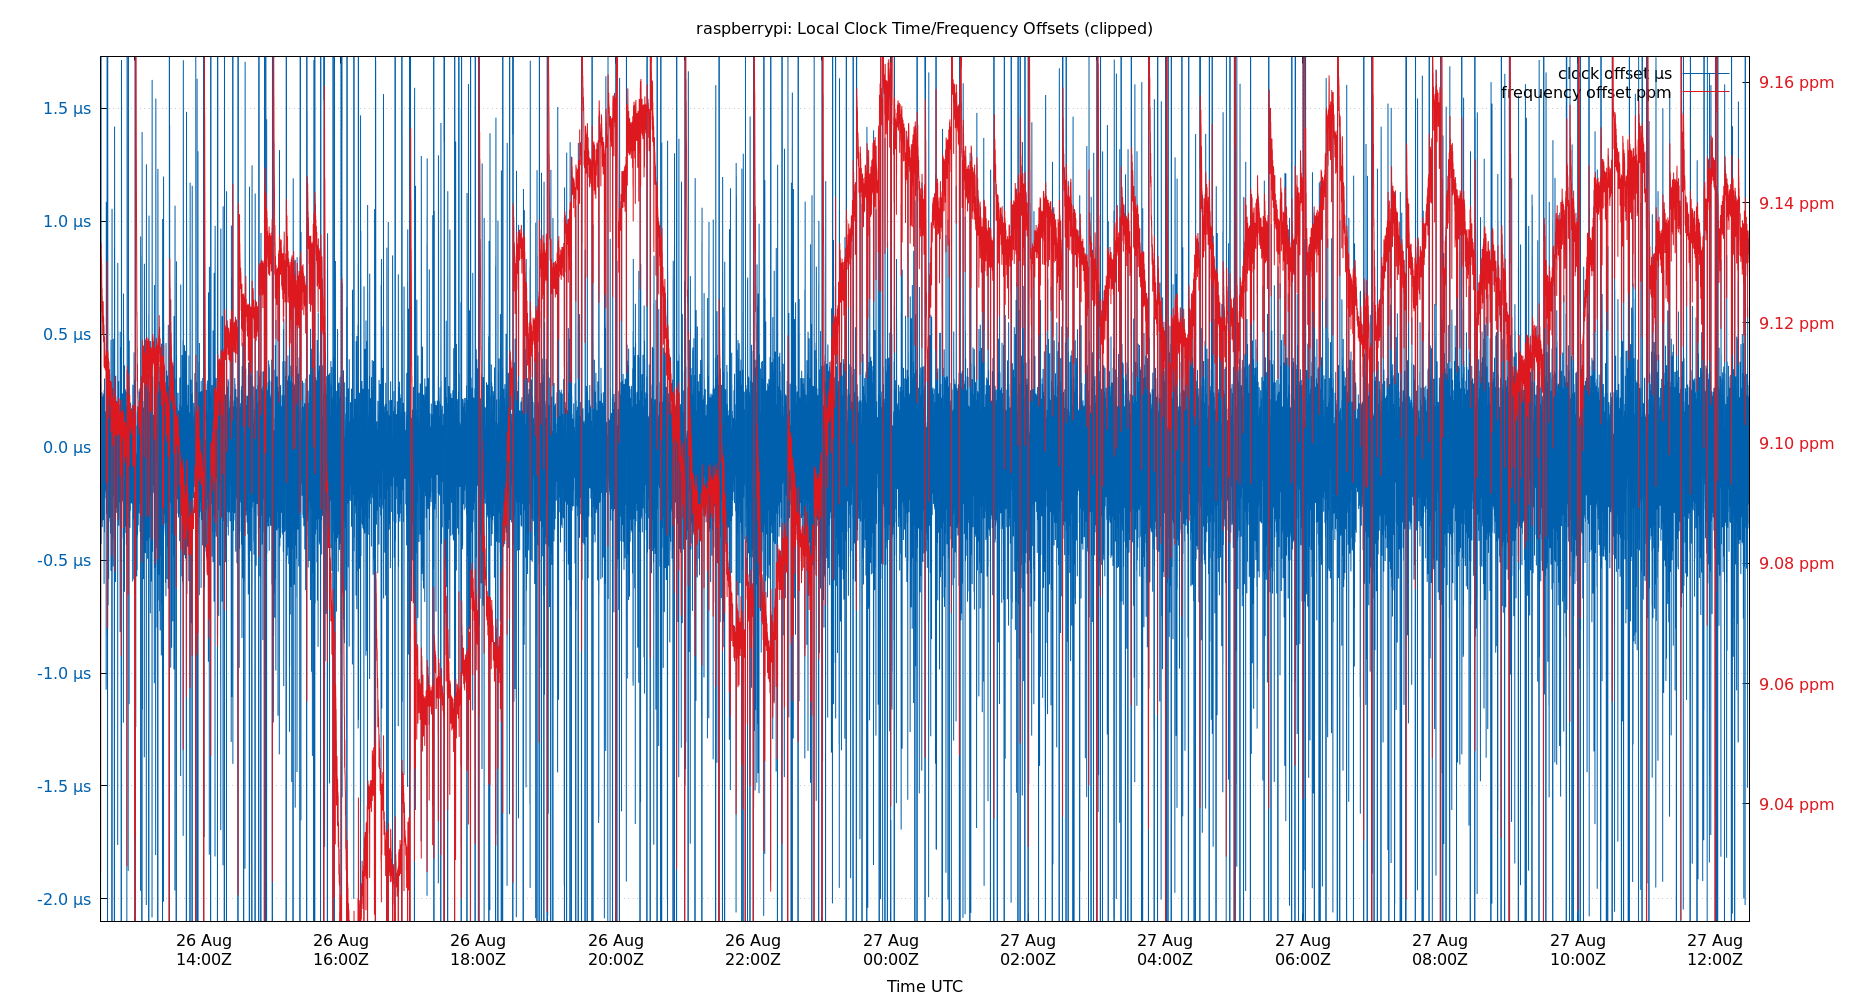 raspberrypi: Local Clock Time/Frequency Offsets (clipped)
clock offset µs
frequency offset ppm
1.5 µs
1.0 µs
0.5 µs
0.0 µs
-0.5 µs
-1.0 µs
-1.5 µs
-2.0 µs
9.16 ppm
9.14 ppm
9.12 ppm
9.10 ppm
9.08 ppm
9.06 ppm
9.04 ppm
26 Aug
14:00Z
26 Aug
16:00Z
26 Aug
18:00Z
26 Aug
20:00Z
26 Aug
22:00Z
27 Aug
00:00Z
27 Aug
02:00Z
27 Aug
04:00Z
27 Aug
06:00Z
27 Aug
08:00Z
27 Aug
10:00Z
27 Aug
12:00Z
Time UTC